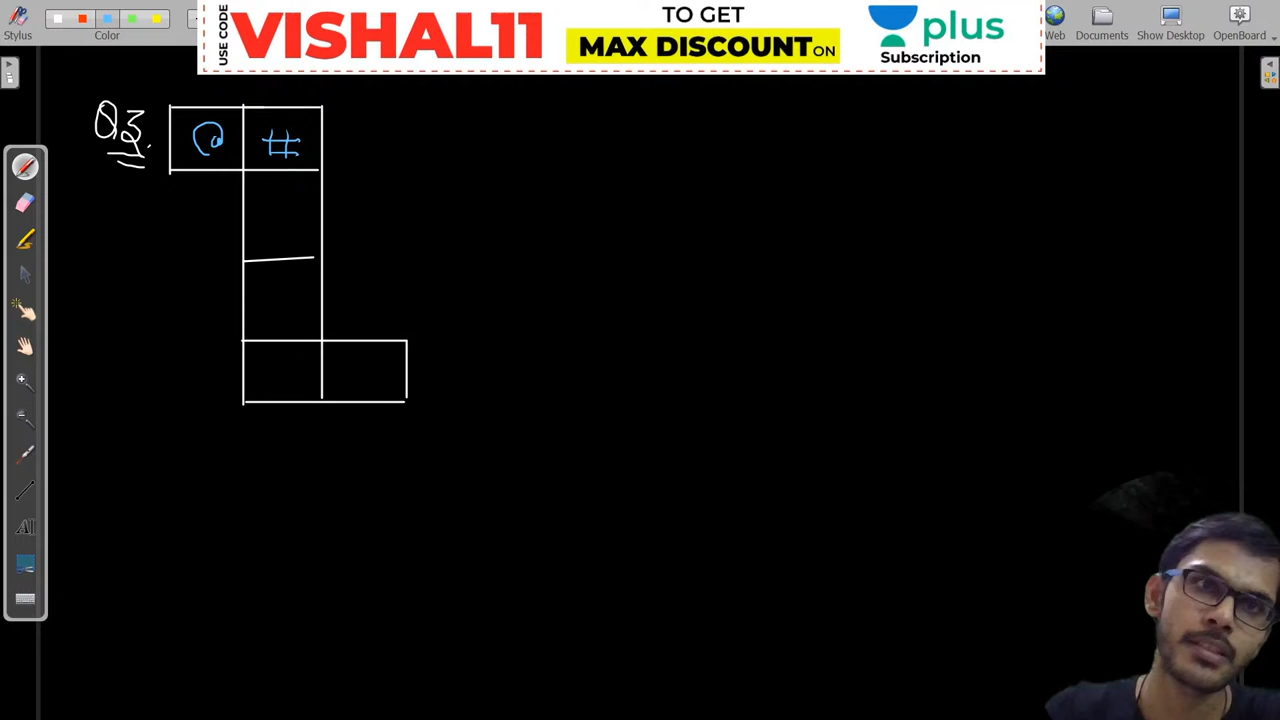 Stylus
Color
USE CODE
VISHAL11
TO GET
MAX DISCOUNT ON
plus
Subscription
Web
Documents
Show Desktop
OpenBoard
Q3.
@ #